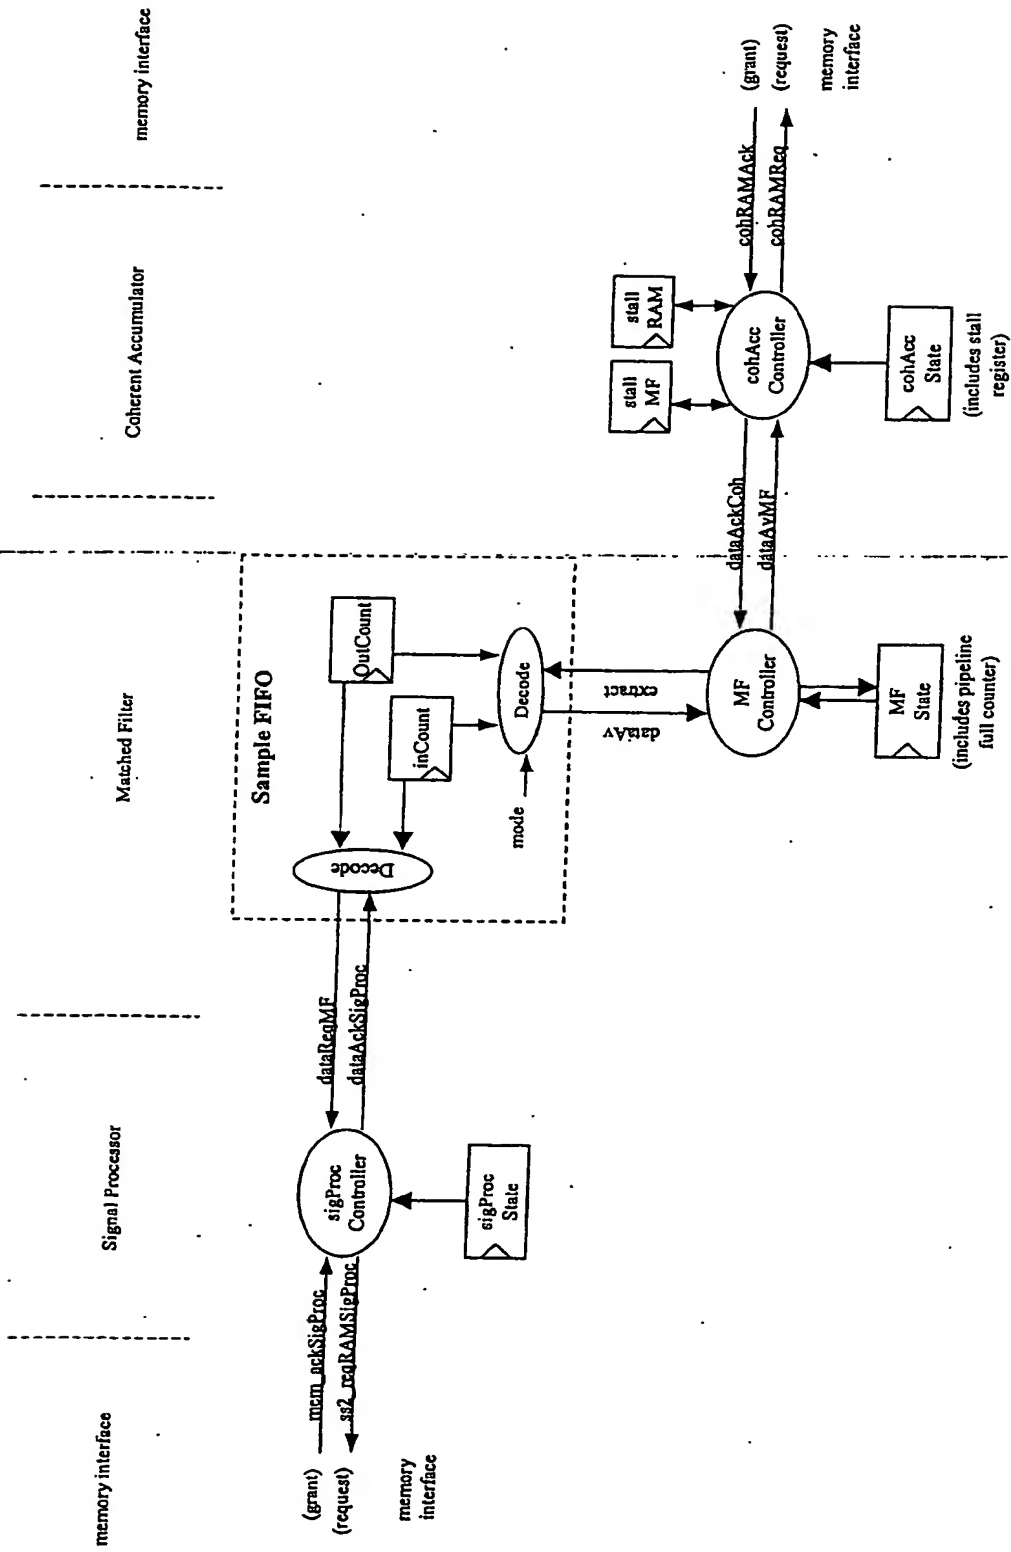 memory interface
Signal Processor
Matched Filter
Coherent Accumulator
memory interface
(grant)
(request)
memory
interface
mem_ackSigProc
ss2_reqRAMSigProc
sigProc
Controller
sigProc
State
dataReqMF
dataAckSigProc
Sample FIFO
Decode
inCount
OutCount
mode
Decode
dataAv
extract
MF
Controller
MF
State
(includes pipeline
full counter)
dataAckCoh
dataAvMF
stall
MF
stall
RAM
cohAcc
Controller
cohAcc
State
(includes stall
register)
cohRAMAck
cohRAMReq
(grant)
(request)
memory
interface